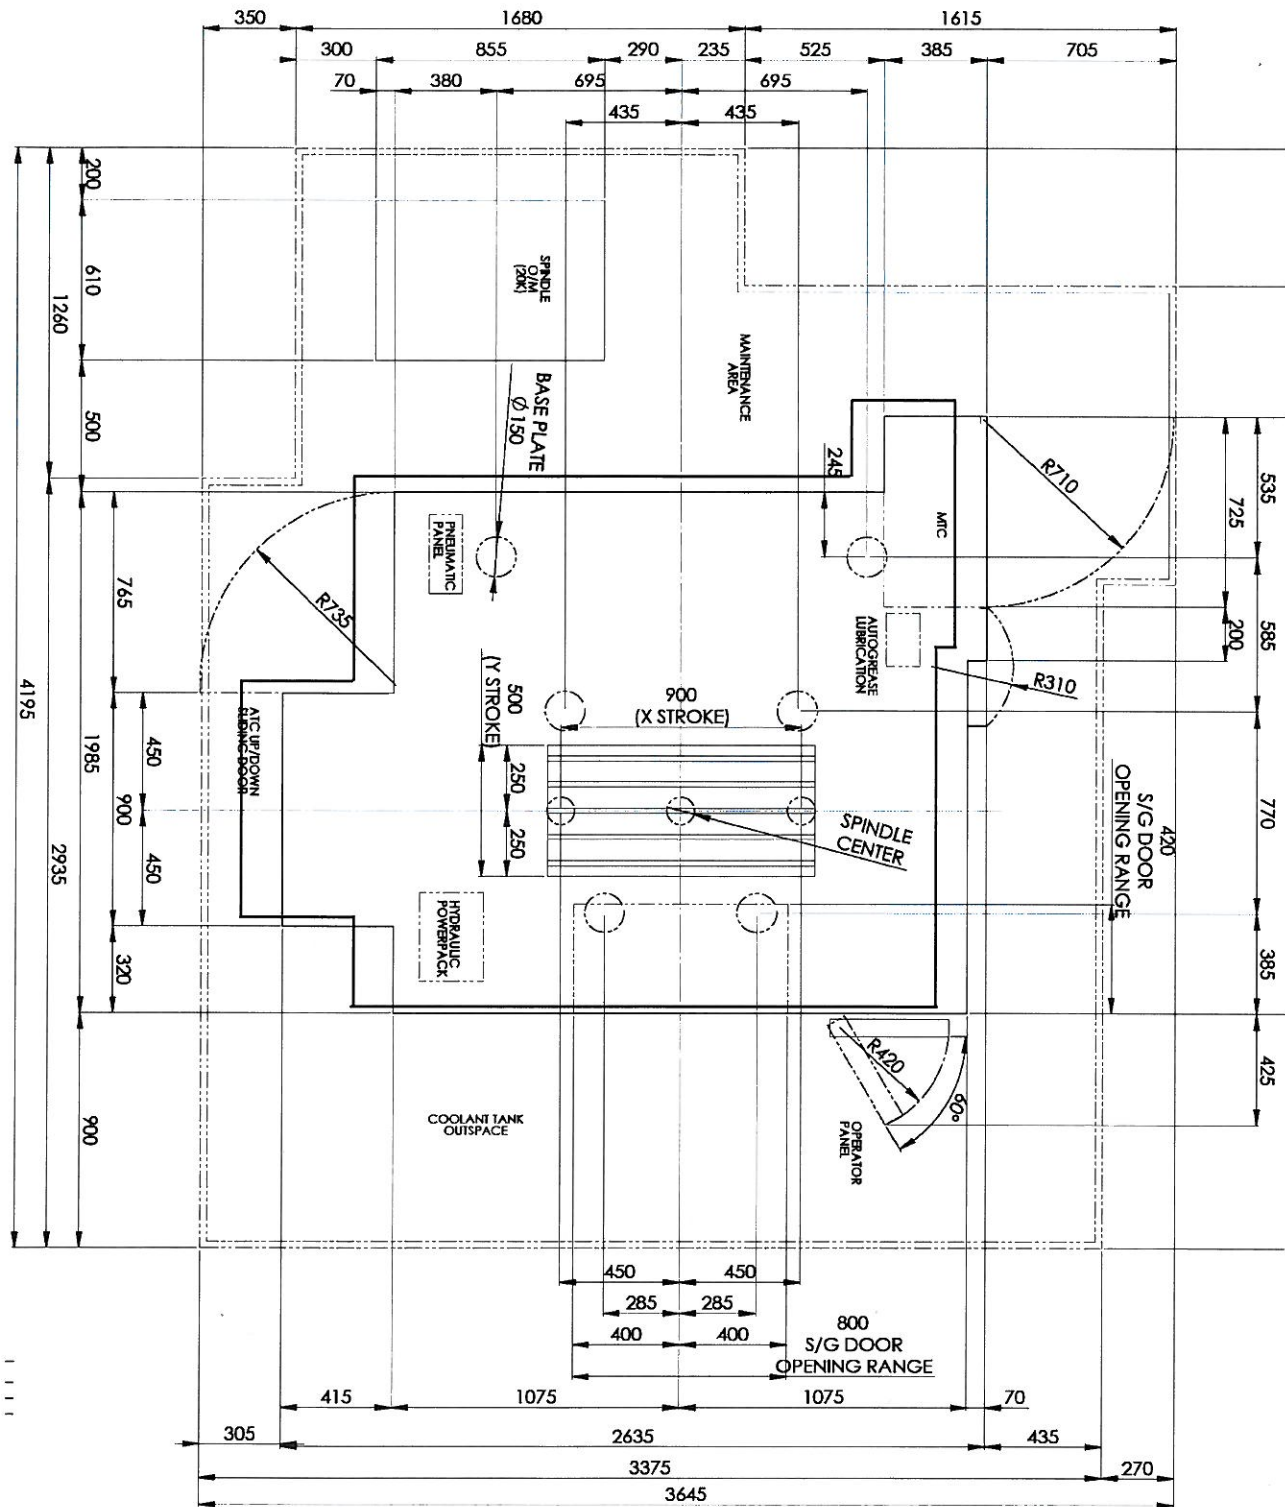 350
1680
1615
300
855
290
235
525
385
705
70
380
695
695
435
435
200
610
1260
500
SPINDLE
O/M
(20K)
MAINTENANCE
AREA
BASE PLATE
Ø 150
245
R710
535
725
MTC
PNEUMATIC
PANEL
765
R735
AUTOGREASE
LUBRICATION
200
585
R310
4195
500
(Y STROKE)
900
(X STROKE)
ATC UP/DOWN
SLIDING DOOR
1985
450
900
450
2935
250
250
SPINDLE
CENTER
420
S/G DOOR
OPENING RANGE
770
HYDRAULIC
POWERPACK
320
385
R420
60°
425
900
COOLANT TANK
OUTSPACE
OPERATOR
PANEL
450
450
285
285
400
400
800
S/G DOOR
OPENING RANGE
415
1075
1075
70
305
2635
435
3375
270
3645